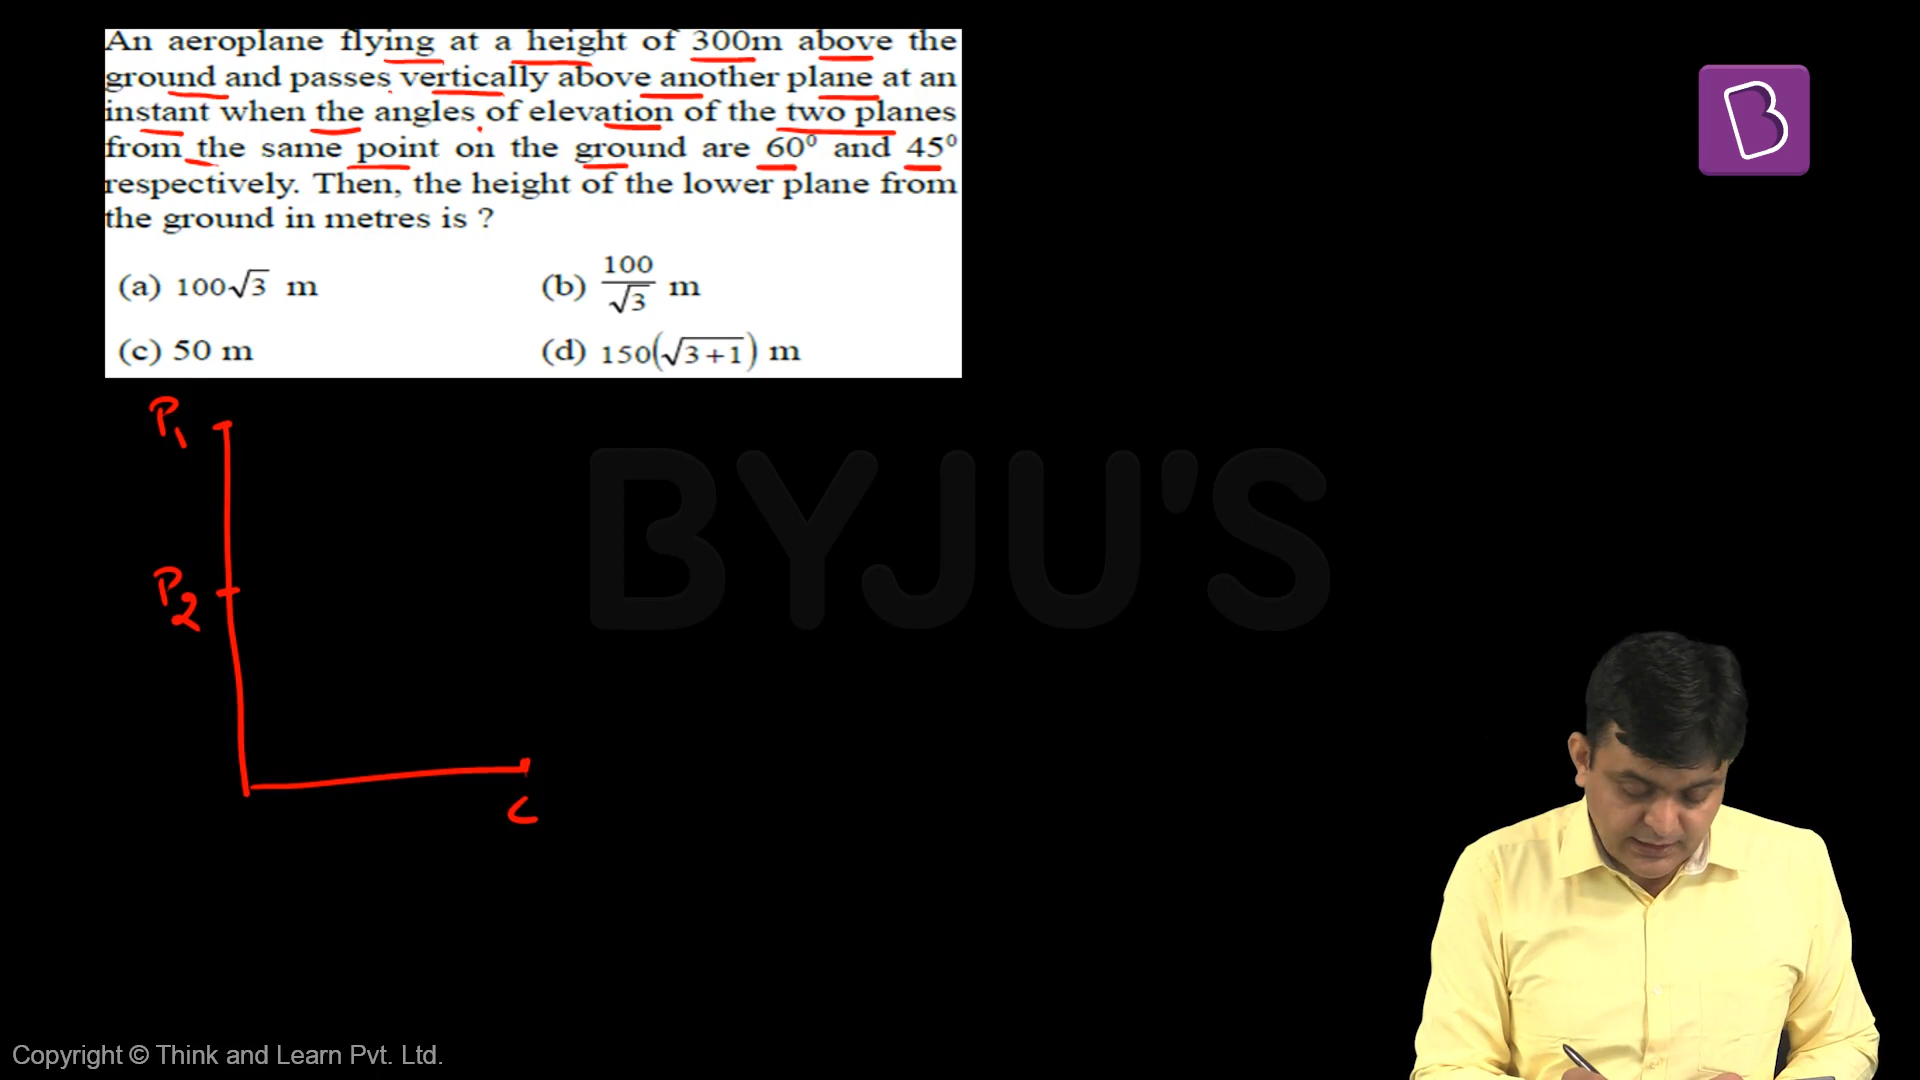 An aeroplane flying at a height of 300m above the
ground and passes vertically above another plane at an
instant when the angles of elevation of the two planes
from the same point on the ground are 60⁰ and 45⁰
respectively. Then, the height of the lower plane from
the ground in metres is ?
(a) 100√3 m (b) 100/√3 m
(c) 50 m (d) 150(√3+1) m
P₁
P₂
C
BYJU'S
B
Copyright © Think and Learn Pvt. Ltd.